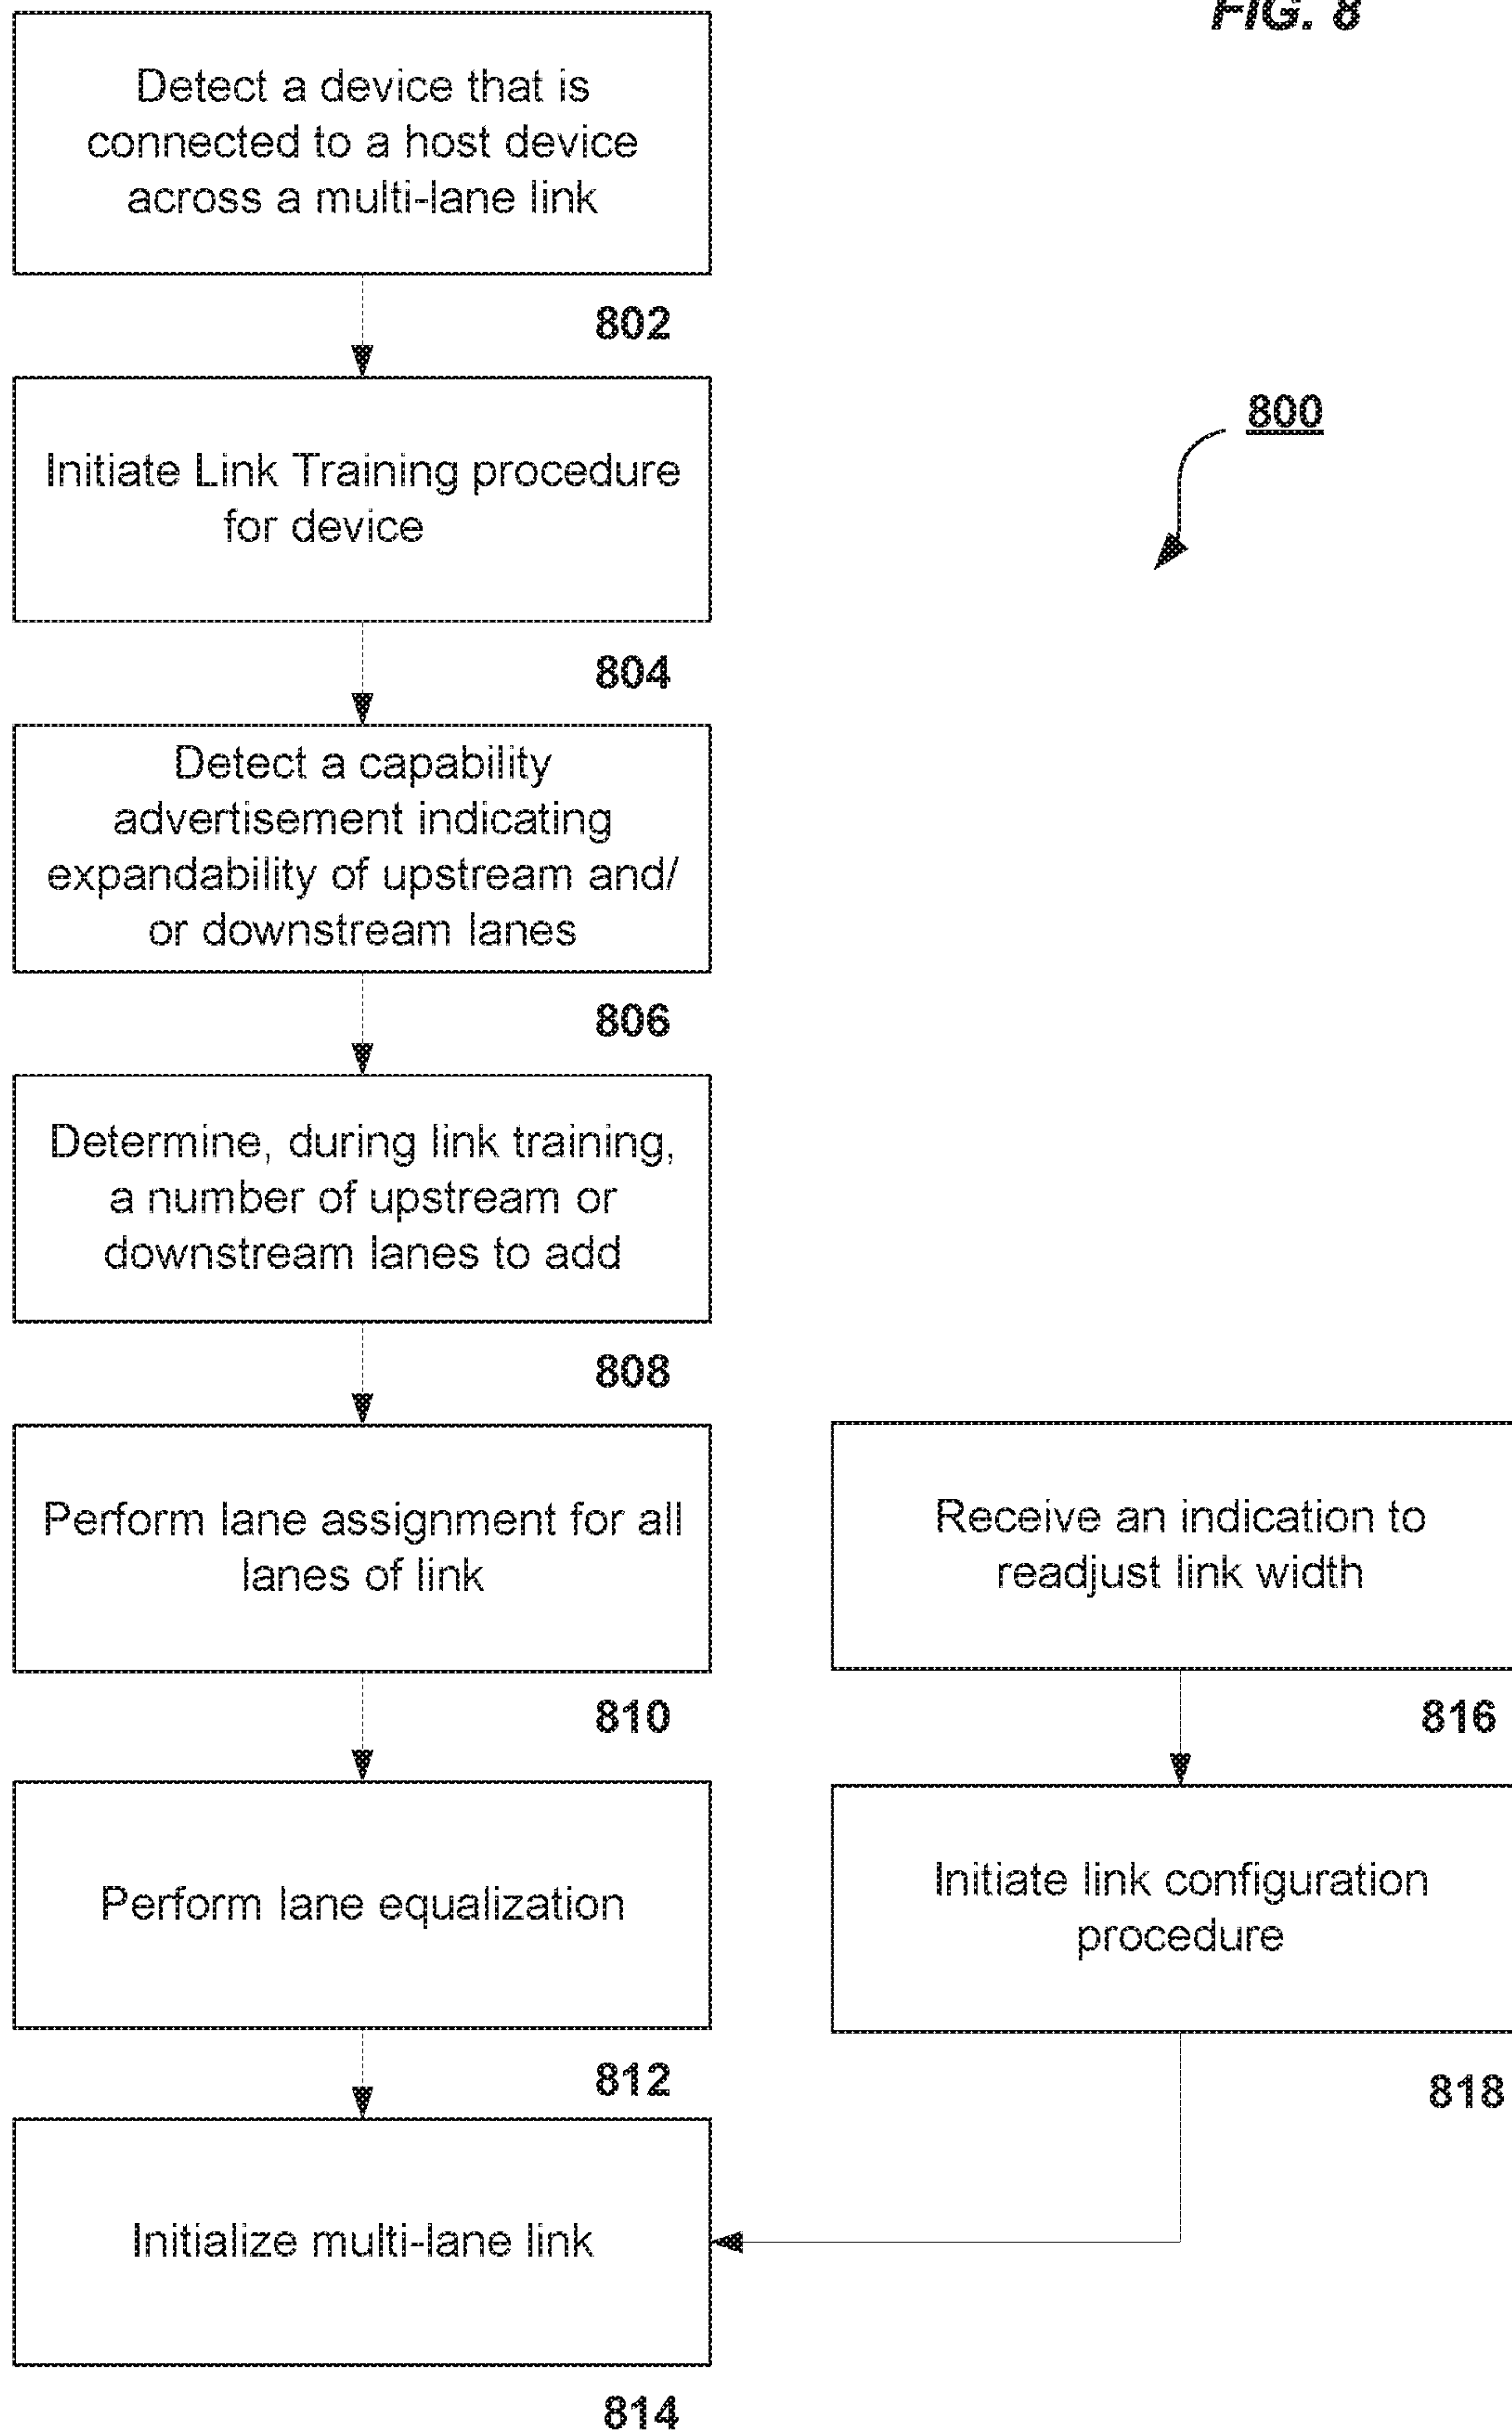 FIG. 8
Detect a device that is
connected to a host device
across a multi-lane link
802
800
Initiate Link Training procedure
for device
804
Detect a capability
advertisement indicating
expandability of upstream and/
or downstream lanes
806
Determine, during link training,
a number of upstream or
downstream lanes to add
808
Perform lane assignment for all
lanes of link
810
Receive an indication to
readjust link width
816
Perform lane equalization
812
Initiate link configuration
procedure
818
Initialize multi-lane link
814